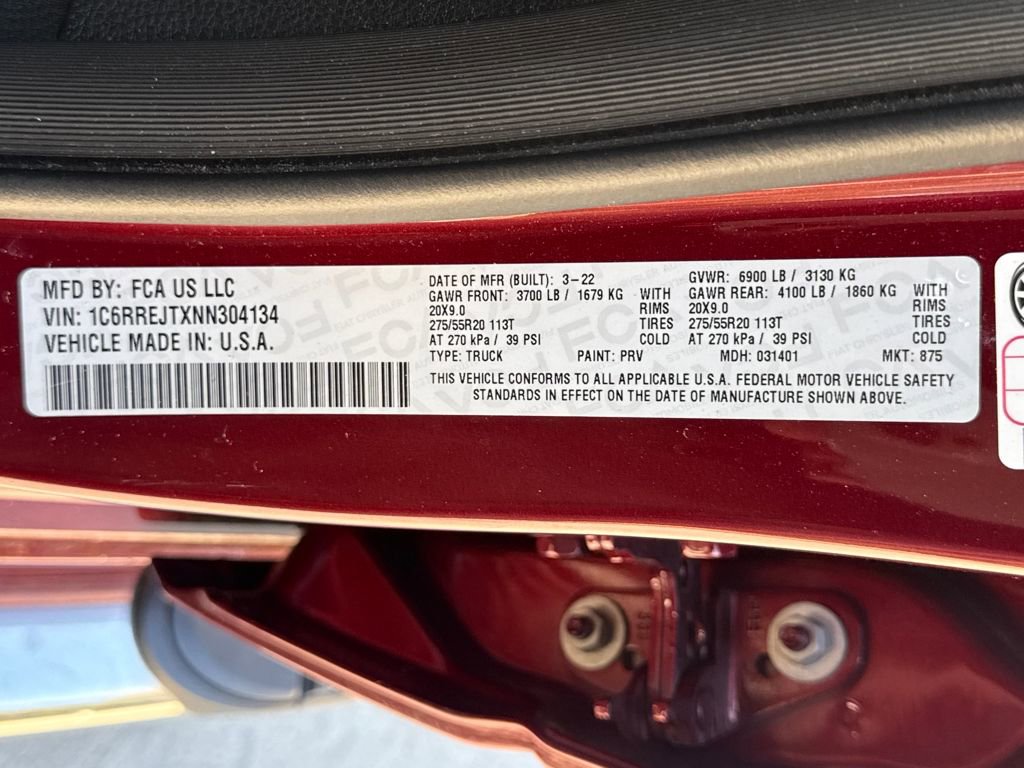 MFD BY: FCA US LLC
VIN: 1C6RREJTXNN304134
VEHICLE MADE IN: U.S.A.
DATE OF MFR (BUILT): 3-22
GAWR FRONT: 3700 LB / 1679 KG WITH
20X9.0 RIMS
275/55R20 113T TIRES
AT 270 kPa / 39 PSI COLD
TYPE: TRUCK PAINT: PRV
GVWR: 6900 LB / 3130 KG
GAWR REAR: 4100 LB / 1860 KG WITH
20X9.0 RIMS
275/55R20 113T TIRES
AT 270 kPa / 39 PSI COLD
MDH: 031401 MKT: 875
THIS VEHICLE CONFORMS TO ALL APPLICABLE U.S.A. FEDERAL MOTOR VEHICLE SAFETY
STANDARDS IN EFFECT ON THE DATE OF MANUFACTURE SHOWN ABOVE.